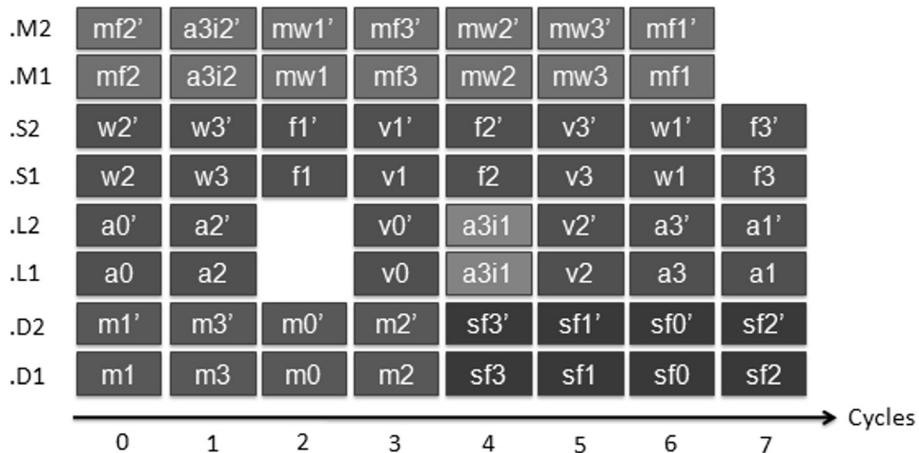 .M2 mf2’ a3i2’ mw1’ mf3’ mw2’ mw3’ mf1’
.M1 mf2 a3i2 mw1 mf3 mw2 mw3 mf1
.S2 w2’ w3’ f1’ v1’ f2’ v3’ w1’ f3’
.S1 w2 w3 f1 v1 f2 v3 w1 f3
.L2 a0’ a2’ v0’ a3i1 v2’ a3’ a1’
.L1 a0 a2 v0 a3i1 v2 a3 a1
.D2 m1’ m3’ m0’ m2’ sf3’ sf1’ sf0’ sf2’
.D1 m1 m3 m0 m2 sf3 sf1 sf0 sf2
Cycles
0 1 2 3 4 5 6 7